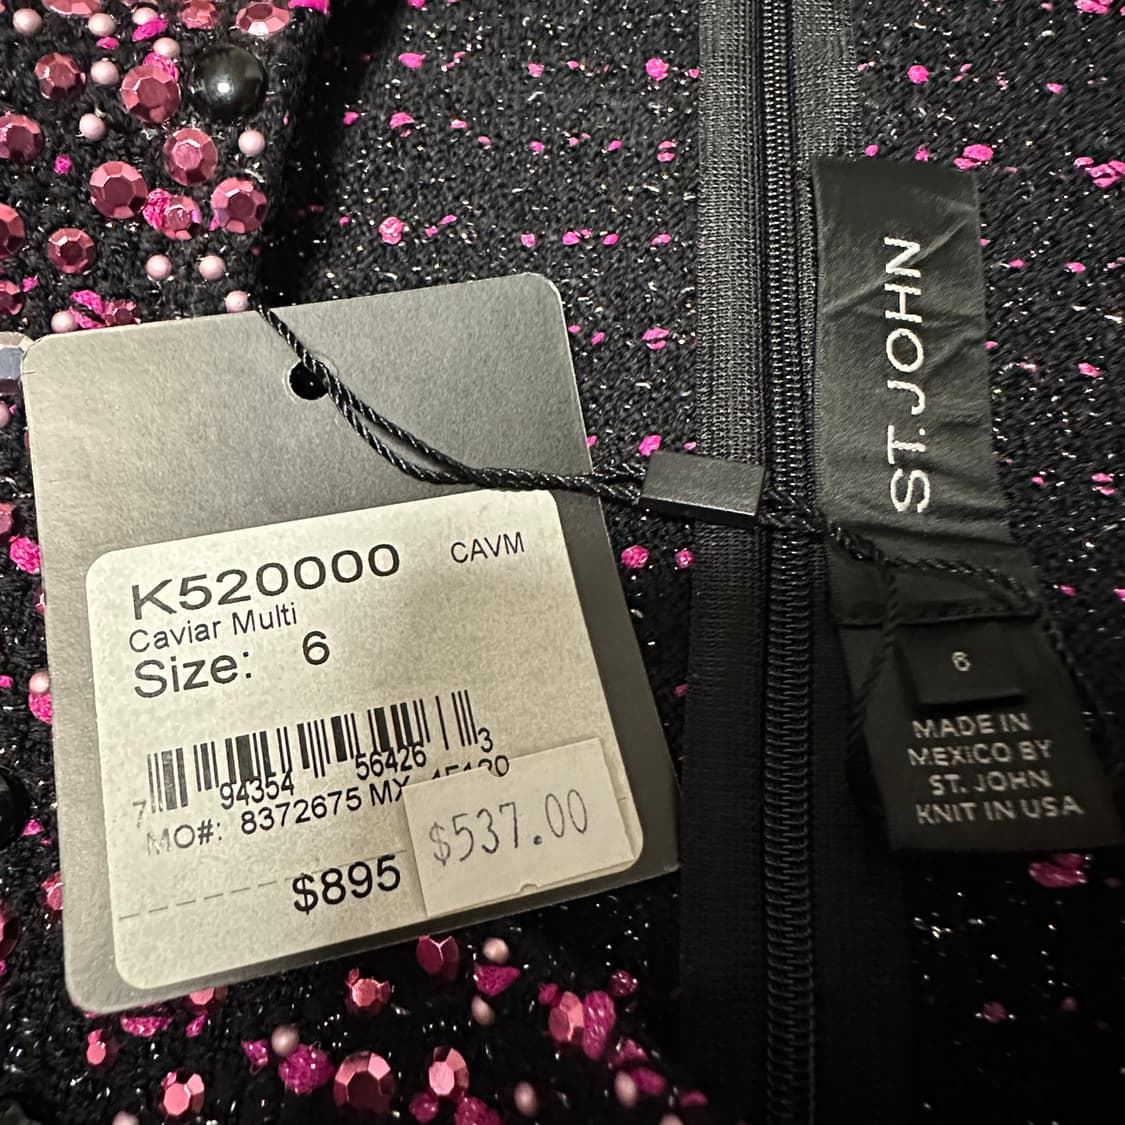 K520000 CAVM
Caviar Multi
Size: 6
7 94354 56426 3
MO#: 8372675 MX
$895
$537.00
ST. JOHN
6
MADE IN
MEXICO BY
ST. JOHN
KNIT IN USA